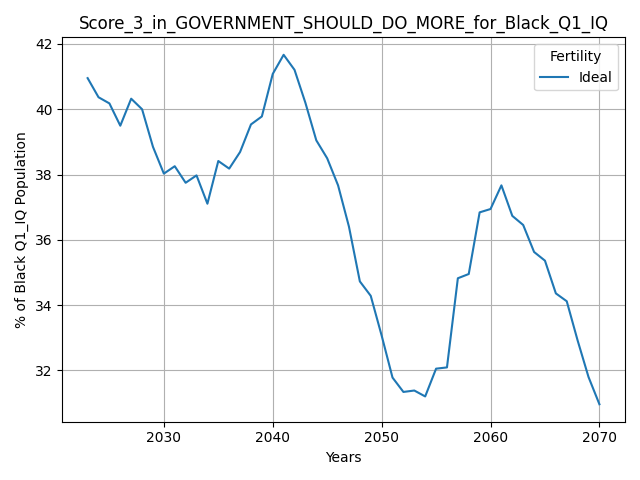 Score_3_in_GOVERNMENT_SHOULD_DO_MORE_for_Black_Q1_IQ
Fertility
Ideal
% of Black Q1_IQ Population
42
40
38
36
34
32
2030 2040 2050 2060 2070
Years